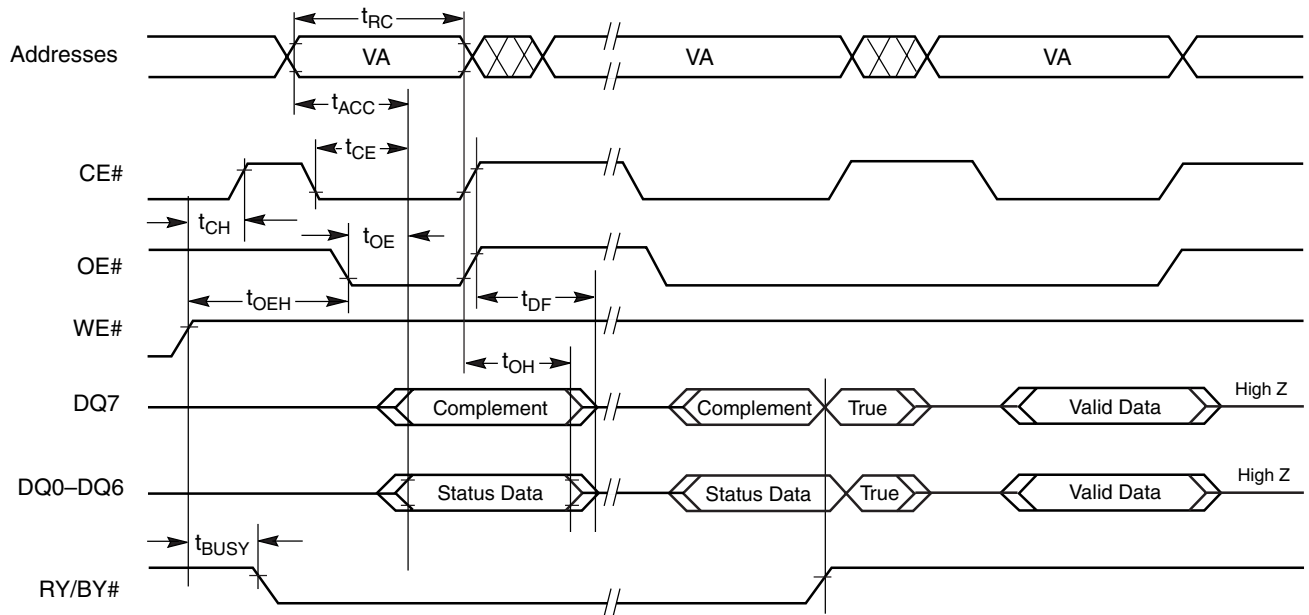 tRC
Addresses VA VA VA
tACC
tCE
CE#
tCH tOE
OE#
tOEH tDF
WE#
tOH
DQ7 Complement Complement True Valid Data High Z
DQ0–DQ6 Status Data Status Data True Valid Data High Z
tBUSY
RY/BY#